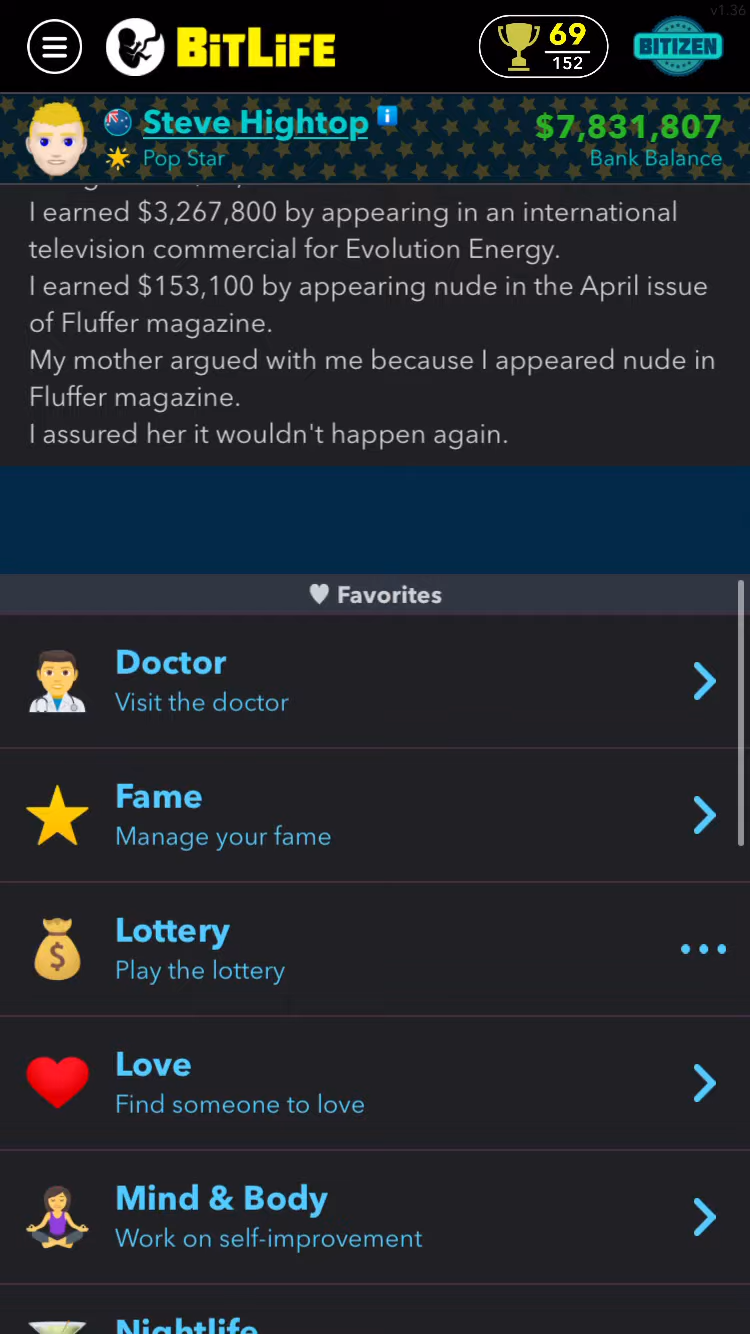 v1.36
BITLIFE
69
152
BITIZEN
Steve Hightop
$7,831,807
Pop Star
Bank Balance
I earned $3,267,800 by appearing in an international
television commercial for Evolution Energy.
I earned $153,100 by appearing nude in the April issue
of Fluffer magazine.
My mother argued with me because I appeared nude in
Fluffer magazine.
I assured her it wouldn't happen again.
Favorites
Doctor
Visit the doctor
Fame
Manage your fame
Lottery
Play the lottery
Love
Find someone to love
Mind & Body
Work on self-improvement
Nightlife